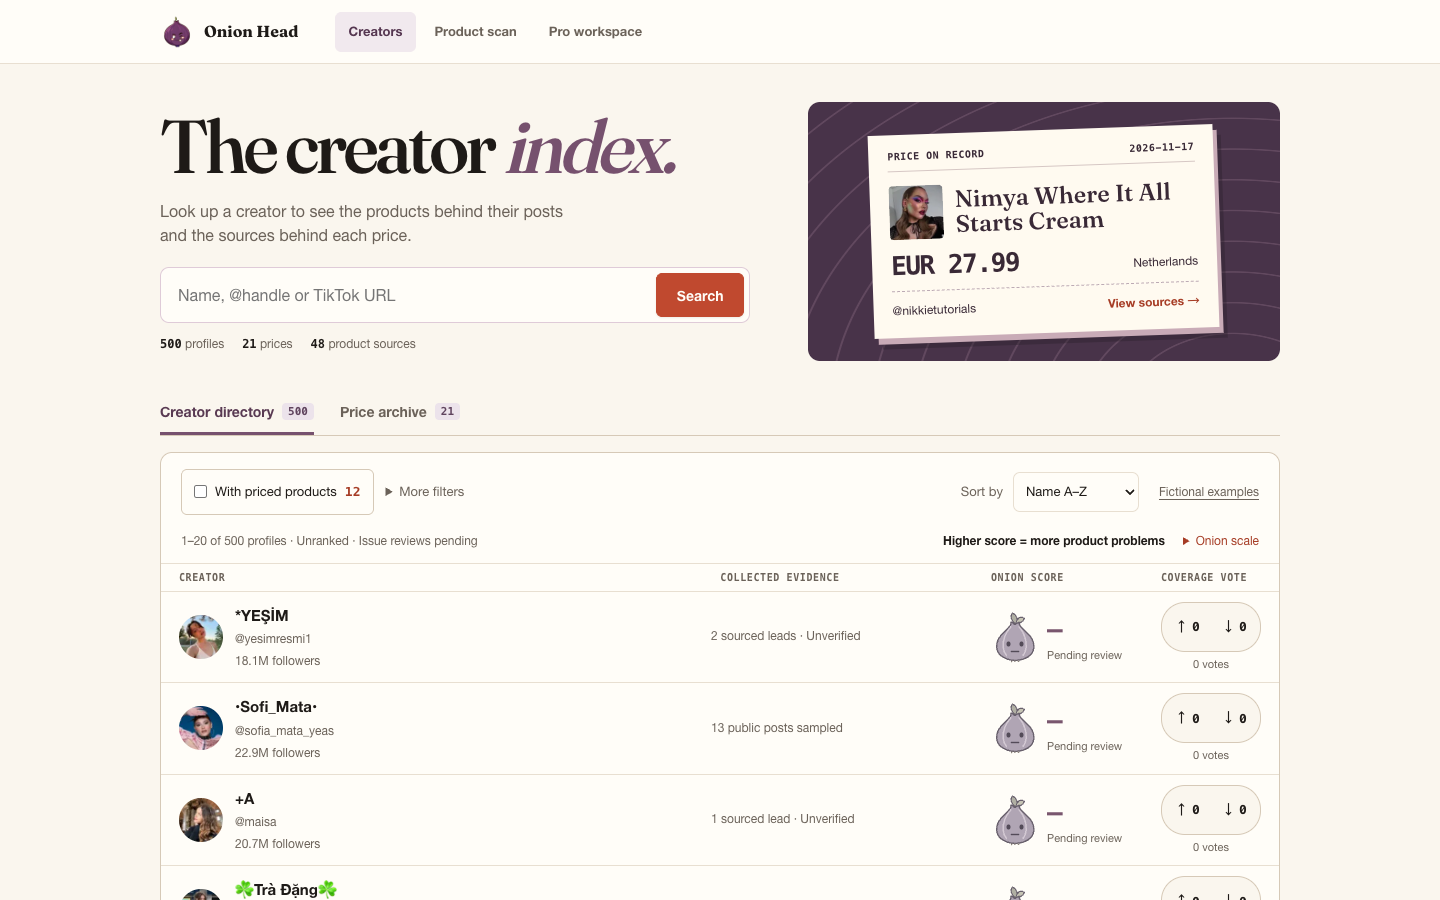 Onion Head
Creators
Product scan
Pro workspace
The creator index.
Look up a creator to see the products behind their posts
and the sources behind each price.
Name, @handle or TikTok URL
Search
500 profiles
21 prices
48 product sources
PRICE ON RECORD
2026-11-17
Nimya Where It All
Starts Cream
EUR 27.99
Netherlands
@nikkietutorials
View sources →
Creator directory 500
Price archive 21
With priced products 12
▶ More filters
Sort by
Name A–Z
Fictional examples
1–20 of 500 profiles · Unranked · Issue reviews pending
Higher score = more product problems
▶ Onion scale
CREATOR
COLLECTED EVIDENCE
ONION SCORE
COVERAGE VOTE
*YEŞİM
@yesimresmi1
18.1M followers
2 sourced leads · Unverified
—
Pending review
↑ 0 ↓ 0
0 votes
·Sofi_Mata·
@sofia_mata_yeas
22.9M followers
13 public posts sampled
—
Pending review
↑ 0 ↓ 0
0 votes
+A
@maisa
20.7M followers
1 sourced lead · Unverified
—
Pending review
↑ 0 ↓ 0
0 votes
☘️Trà Đặng☘️